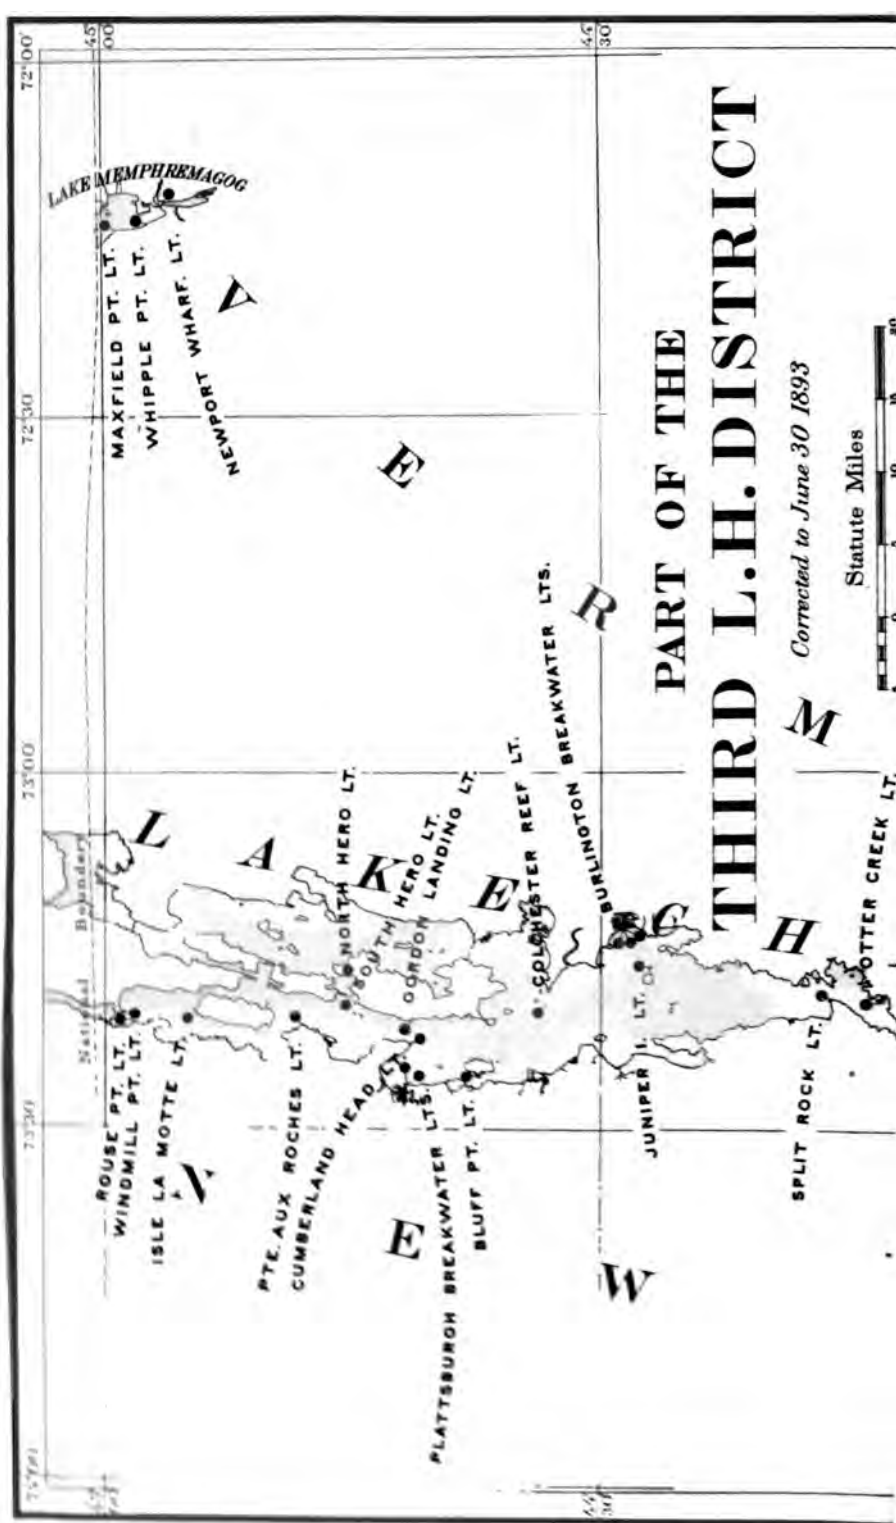 PART OF THE
THIRD L.H. DISTRICT
Corrected to June 30 1893
Statute Miles
72°00'
72°30'
73°00'
73°30'
45°
00'
44°
30'
LAKE MEMPHREMAGOG
MAXFIELD PT. LT.
WHIPPLE PT. LT.
NEWPORT WHARF. LT.
V E R M
National Boundary
L A K E C H
NORTH HERO LT.
SOUTH HERO LT.
GORDON LANDING LT.
COLCHESTER REEF LT.
BURLINGTON BREAKWATER LTS.
OTTER CREEK LT.
ROUSE PT. LT.
WINDMILL PT. LT.
ISLE LA MOTTE LT.
PTE. AUX ROCHES LT.
CUMBERLAND HEAD LT.
PLATTSBURGH BREAKWATER LTS.
BLUFF PT. LT.
JUNIPER I. LT.
SPLIT ROCK LT.
N E W
44°
30'